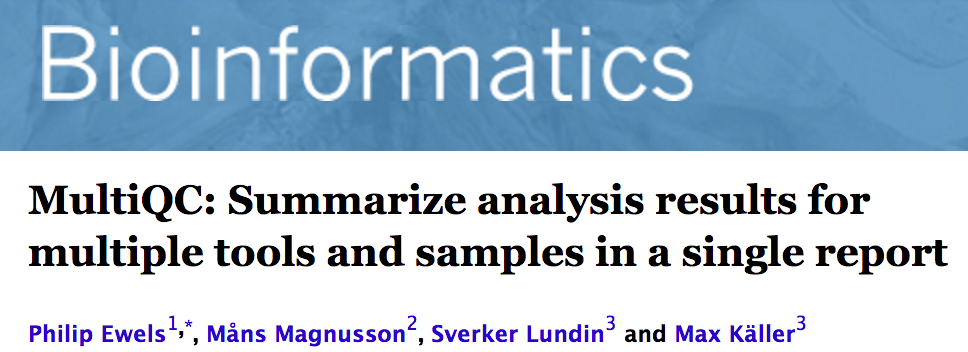 Bioinformatics
MultiQC: Summarize analysis results for
multiple tools and samples in a single report
Philip Ewels1,*, Måns Magnusson2, Sverker Lundin3 and Max Käller3